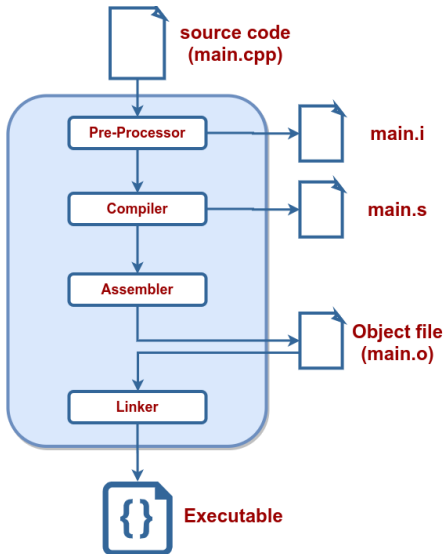 source code
(main.cpp)
Pre-Processor
main.i
Compiler
main.s
Assembler
Object file
(main.o)
Linker
{}
Executable